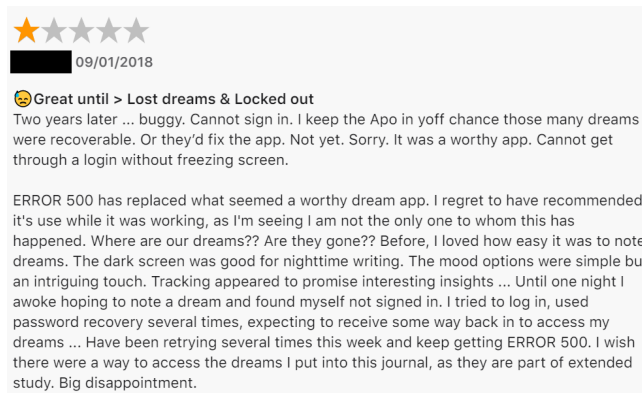 09/01/2018
😓Great until > Lost dreams & Locked out
Two years later ... buggy. Cannot sign in. I keep the Apo in yoff chance those many dreams
were recoverable. Or they’d fix the app. Not yet. Sorry. It was a worthy app. Cannot get
through a login without freezing screen.
ERROR 500 has replaced what seemed a worthy dream app. I regret to have recommended
it's use while it was working, as I'm seeing I am not the only one to whom this has
happened. Where are our dreams?? Are they gone?? Before, I loved how easy it was to note
dreams. The dark screen was good for nighttime writing. The mood options were simple bu
an intriguing touch. Tracking appeared to promise interesting insights ... Until one night I
awoke hoping to note a dream and found myself not signed in. I tried to log in, used
password recovery several times, expecting to receive some way back in to access my
dreams ... Have been retrying several times this week and keep getting ERROR 500. I wish
there were a way to access the dreams I put into this journal, as they are part of extended
study. Big disappointment.